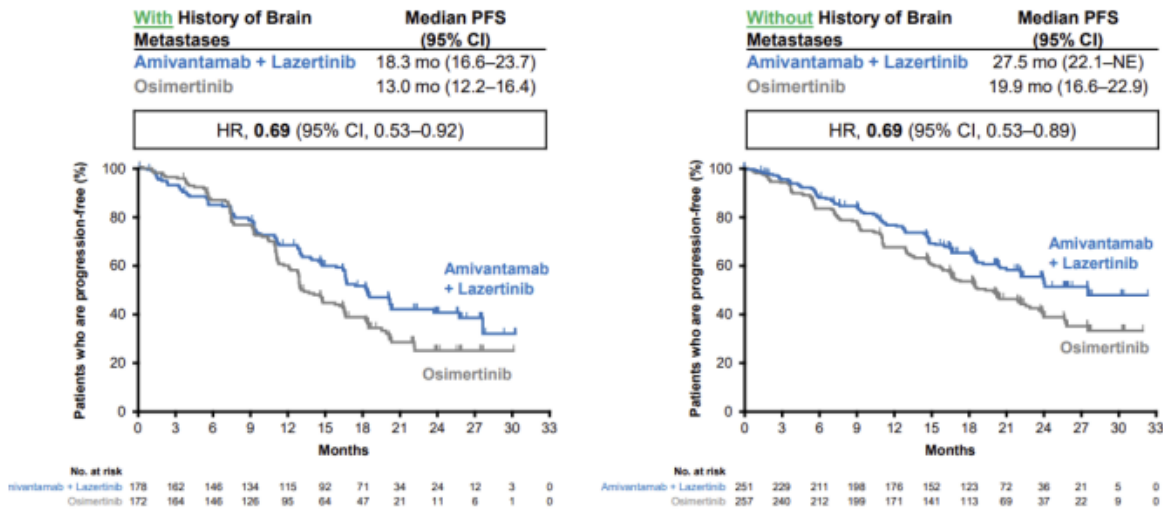 With History of Brain Metastases Median PFS (95% CI)
Amivantamab + Lazertinib 18.3 mo (16.6–23.7)
Osimertinib 13.0 mo (12.2–16.4)
HR, 0.69 (95% CI, 0.53–0.92)
Patients who are progression-free (%)
100
80
60
40
20
0
Amivantamab
+ Lazertinib
Osimertinib
0 3 6 9 12 15 18 21 24 27 30 33
Months
No. at risk
nivantamab + Lazertinib 178 162 146 134 115 92 71 34 24 12 3 0
Osimertinib 172 164 146 126 95 64 47 21 11 6 1 0
Without History of Brain Metastases Median PFS (95% CI)
Amivantamab + Lazertinib 27.5 mo (22.1–NE)
Osimertinib 19.9 mo (16.6–22.9)
HR, 0.69 (95% CI, 0.53–0.89)
Patients who are progression-free (%)
100
80
60
40
20
0
Amivantamab
+ Lazertinib
Osimertinib
0 3 6 9 12 15 18 21 24 27 30 33
Months
No. at risk
Amivantamab + Lazertinib 251 229 211 198 176 152 123 72 36 21 5 0
Osimertinib 257 240 212 199 171 141 113 69 37 22 9 0